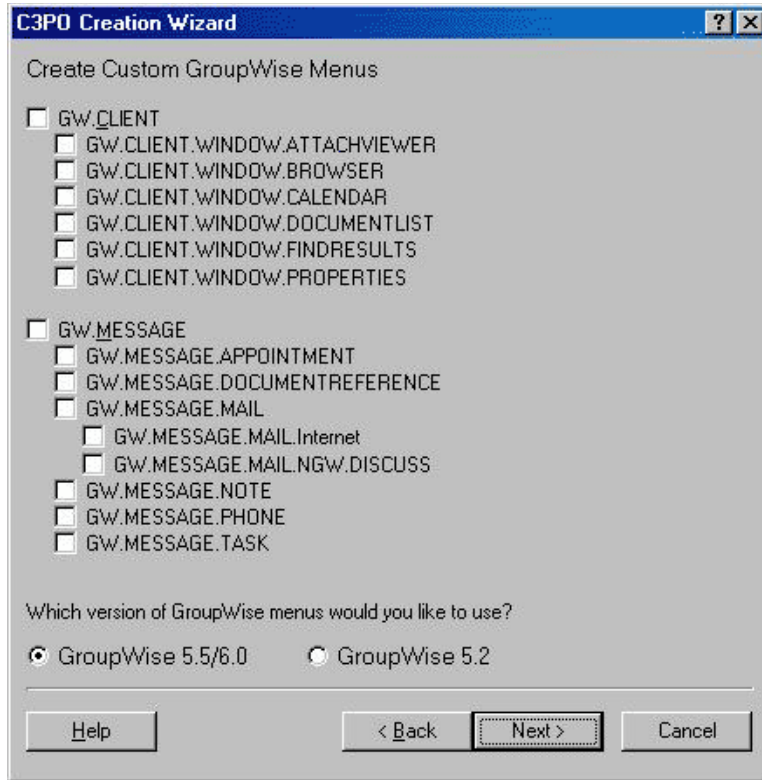 C3PO Creation Wizard
Create Custom GroupWise Menus
GW.CLIENT
GW.CLIENT.WINDOW.ATTACHVIEWER
GW.CLIENT.WINDOW.BROWSER
GW.CLIENT.WINDOW.CALENDAR
GW.CLIENT.WINDOW.DOCUMENTLIST
GW.CLIENT.WINDOW.FINDRESULTS
GW.CLIENT.WINDOW.PROPERTIES
GW.MESSAGE
GW.MESSAGE.APPOINTMENT
GW.MESSAGE.DOCUMENTREFERENCE
GW.MESSAGE.MAIL
GW.MESSAGE.MAIL.Internet
GW.MESSAGE.MAIL.NGW.DISCUSS
GW.MESSAGE.NOTE
GW.MESSAGE.PHONE
GW.MESSAGE.TASK
Which version of GroupWise menus would you like to use?
GroupWise 5.5/6.0 GroupWise 5.2
Help < Back Next > Cancel